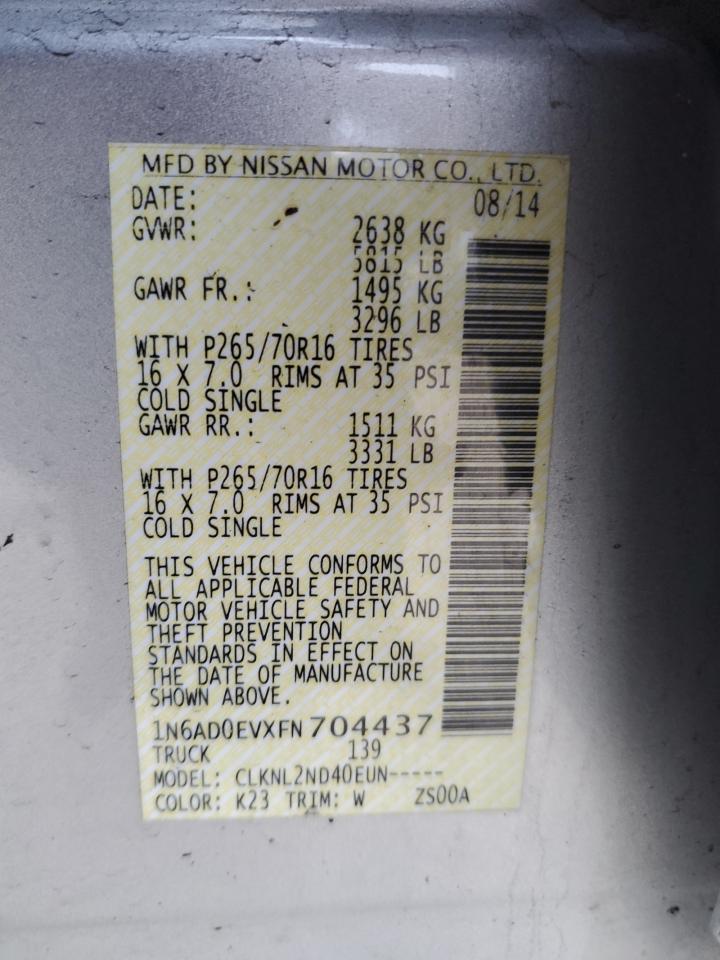 MFD BY NISSAN MOTOR CO., LTD.
DATE: 08/14
GVWR: 2638 KG
5815 LB
GAWR FR.: 1495 KG
3296 LB
WITH P265/70R16 TIRES
16 X 7.0 RIMS AT 35 PSI
COLD SINGLE
GAWR RR.: 1511 KG
3331 LB
WITH P265/70R16 TIRES
16 X 7.0 RIMS AT 35 PSI
COLD SINGLE
THIS VEHICLE CONFORMS TO
ALL APPLICABLE FEDERAL
MOTOR VEHICLE SAFETY AND
THEFT PREVENTION
STANDARDS IN EFFECT ON
THE DATE OF MANUFACTURE
SHOWN ABOVE.
1N6AD0EVXFN704437
TRUCK 139
MODEL: CLKNL2ND40EUN-----
COLOR: K23 TRIM: W ZS00A